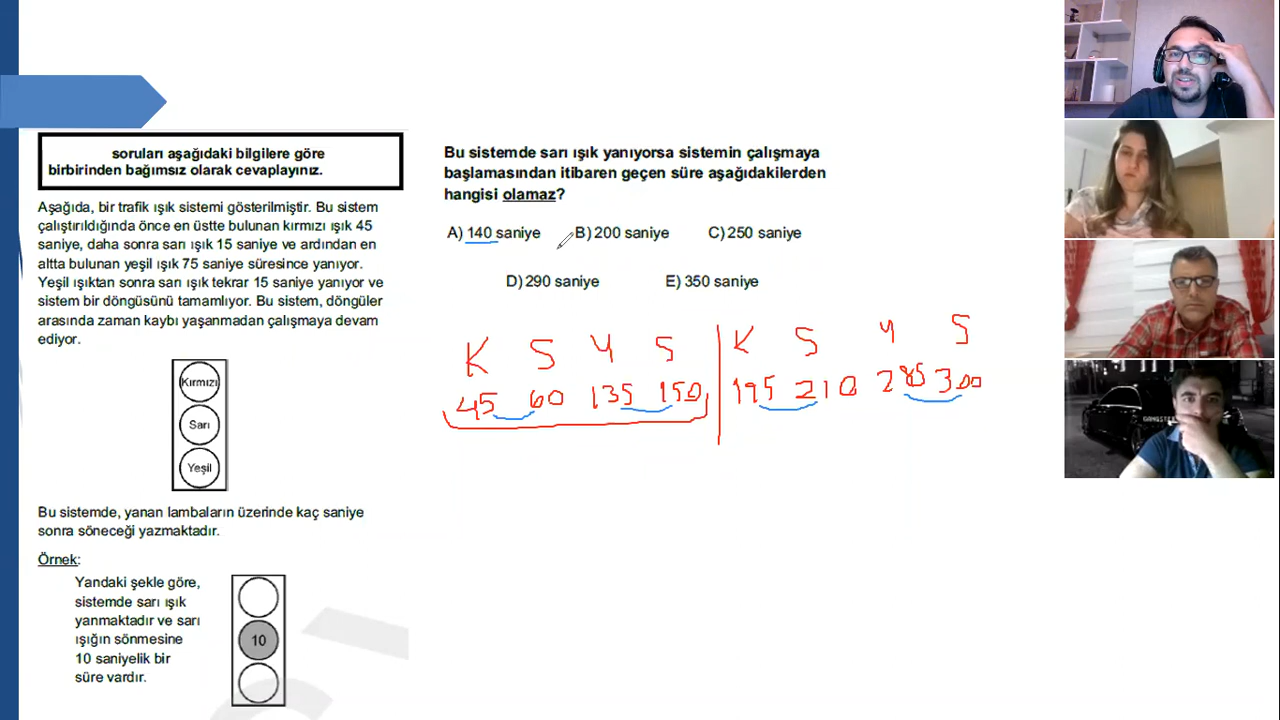 soruları aşağıdaki bilgilere göre
birbirinden bağımsız olarak cevaplayınız.
Aşağıda, bir trafik ışık sistemi gösterilmiştir. Bu sistem
çalıştırıldığında önce en üstte bulunan kırmızı ışık 45
saniye, daha sonra sarı ışık 15 saniye ve ardından en
altta bulunan yeşil ışık 75 saniye süresince yanıyor.
Yeşil ışıktan sonra sarı ışık tekrar 15 saniye yanıyor ve
sistem bir döngüsünü tamamlıyor. Bu sistem, döngüler
arasında zaman kaybı yaşanmadan çalışmaya devam
ediyor.
Kırmızı
Sarı
Yeşil
Bu sistemde, yanan lambaların üzerinde kaç saniye
sonra söneceği yazmaktadır.
Örnek:
Yandaki şekle göre,
sistemde sarı ışık
yanmaktadır ve sarı
ışığın sönmesine
10 saniyelik bir
süre vardır.
10
Bu sistemde sarı ışık yanıyorsa sistemin çalışmaya
başlamasından itibaren geçen süre aşağıdakilerden
hangisi olamaz?
A) 140 saniye B) 200 saniye C) 250 saniye
D) 290 saniye E) 350 saniye
K S Y S K S Y S
45 60 135 150 195 210 285 300
GANGSTER